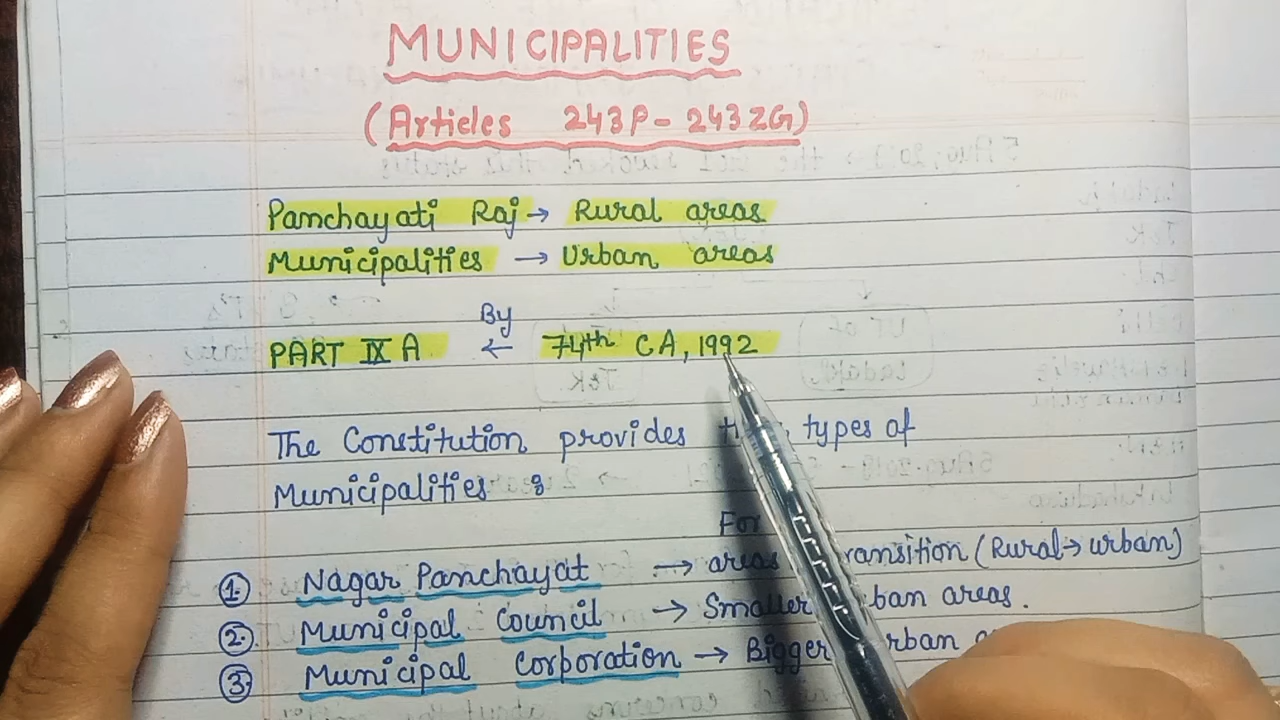 MUNICIPALITIES
(Articles 243P - 243ZG)
Panchayati Raj → Rural areas
Municipalities → Urban areas
By
PART IX A ← 74th CA, 1992
The Constitution provides types of
Municipalities :
For
① Nagar Panchayat → areas transition (Rural → urban)
② Municipal Council → Smaller urban areas.
③ Municipal Corporation → Bigger urban